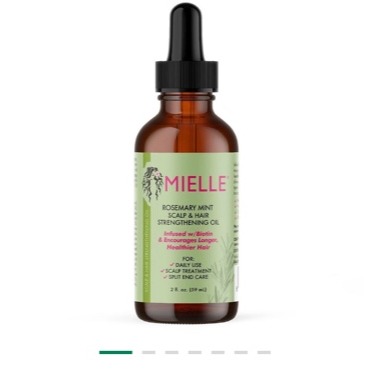 MIELLE
ROSEMARY MINT
SCALP & HAIR
STRENGTHENING OIL
Infused w/Biotin
& Encourages Longer,
Healthier Hair
FOR:
✓ DAILY USE
✓ SCALP TREATMENT
✓ SPLIT END CARE
2 fl. oz. (59 mL)